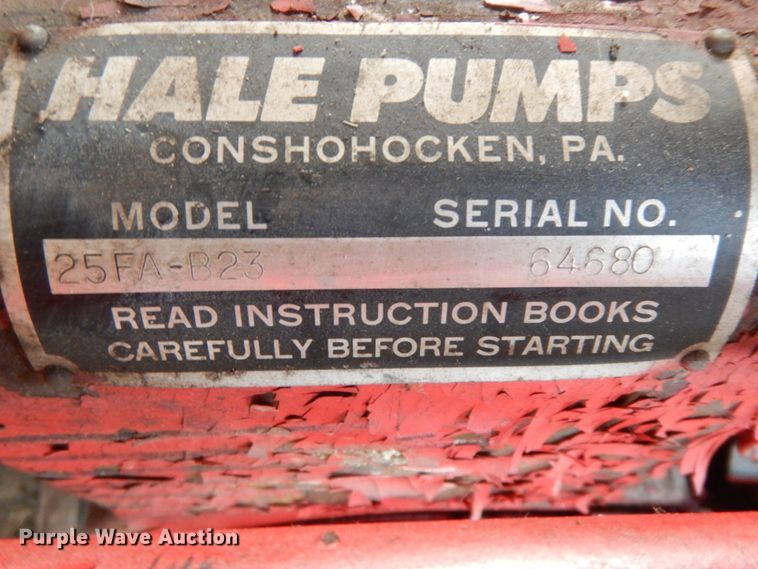 HALE PUMPS
CONSHOHOCKEN, PA.
MODEL SERIAL NO.
25FA-B23 64680
READ INSTRUCTION BOOKS
CAREFULLY BEFORE STARTING
Purple Wave Auction